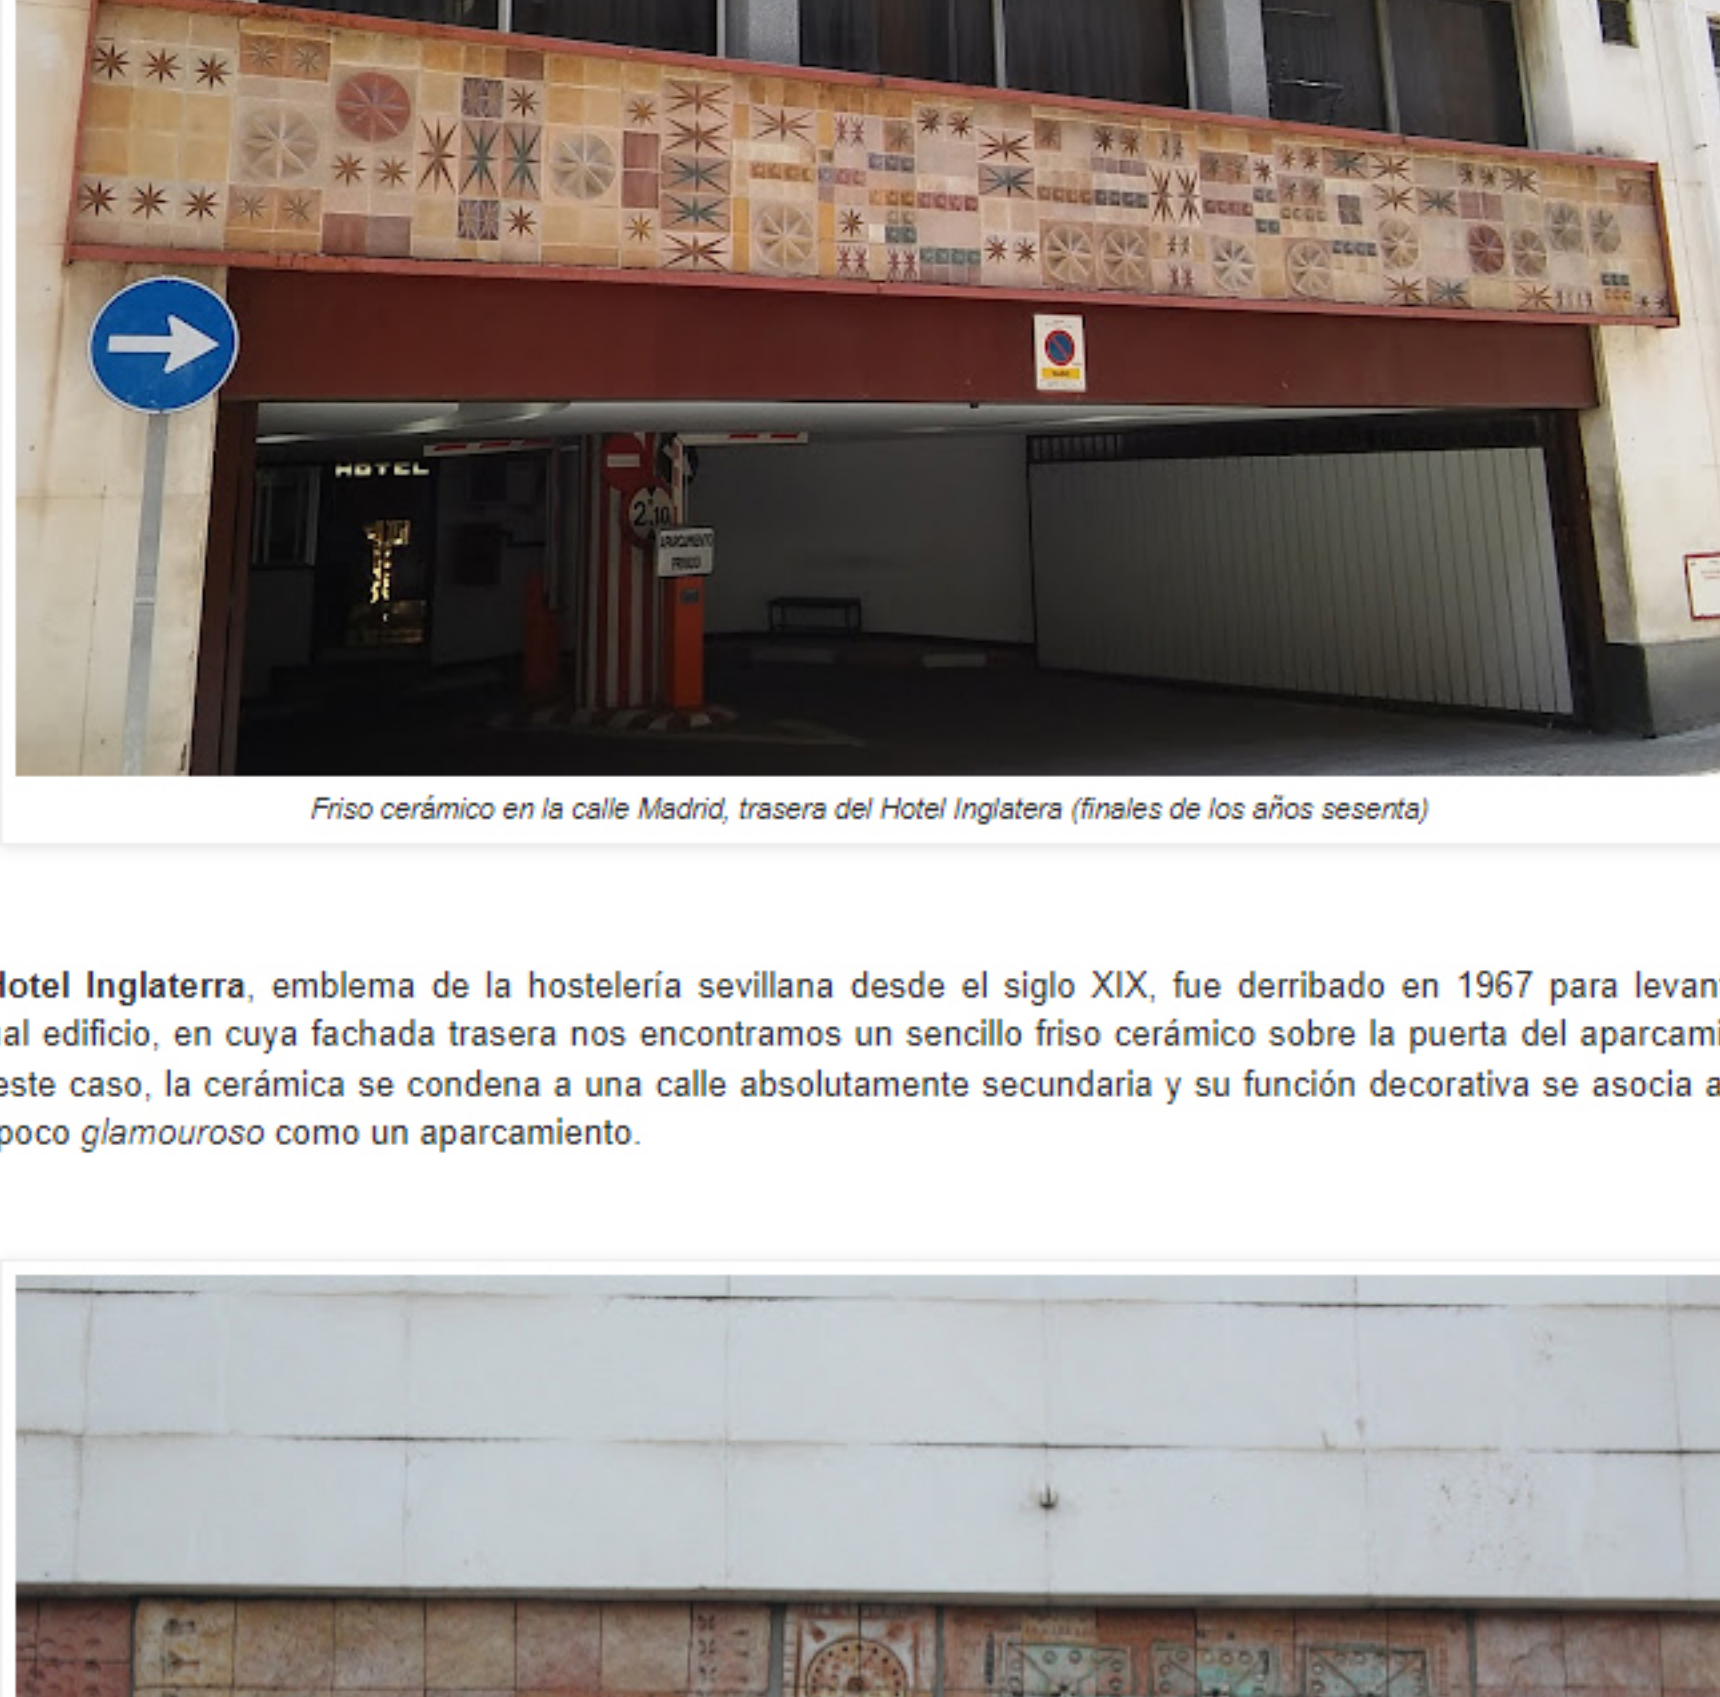 HOTEL
2,10
APARCAMIENTO
Friso cerámico en la calle Madrid, trasera del Hotel Inglatera (finales de los años sesenta)
Hotel Inglaterra, emblema de la hostelería sevillana desde el siglo XIX, fue derribado en 1967 para levan
al edificio, en cuya fachada trasera nos encontramos un sencillo friso cerámico sobre la puerta del aparcami
este caso, la cerámica se condena a una calle absolutamente secundaria y su función decorativa se asocia a
poco glamouroso como un aparcamiento.